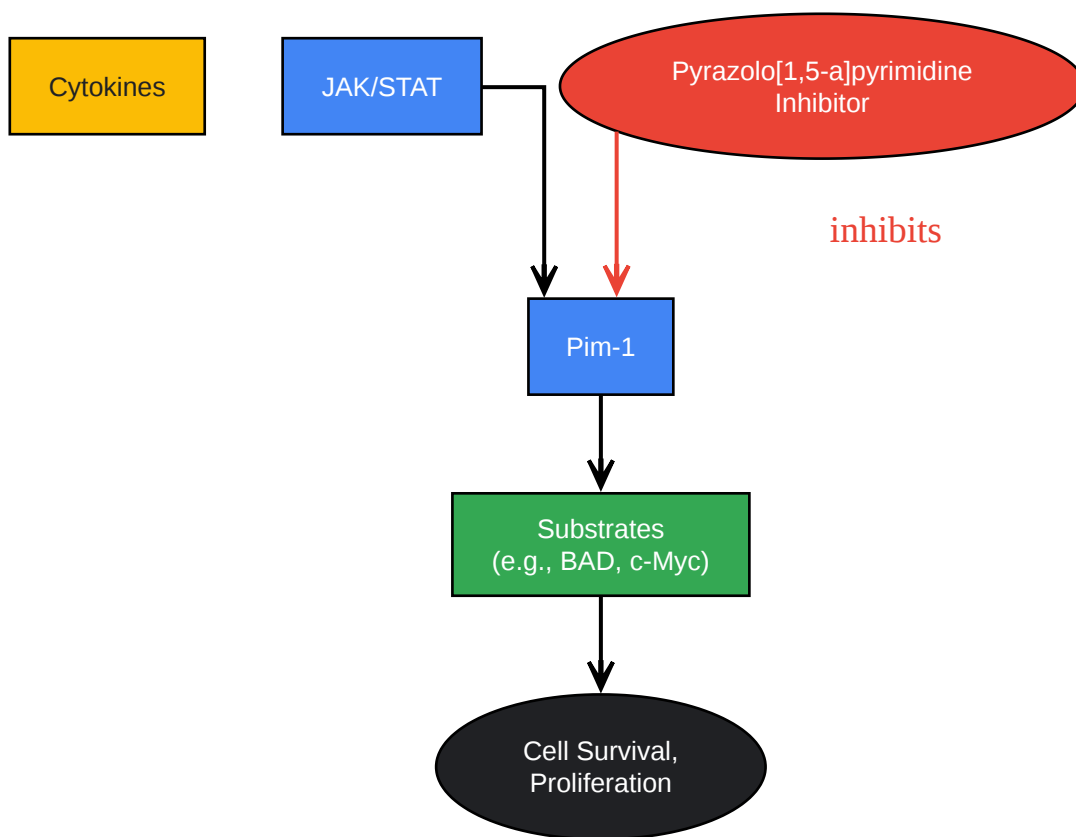 Cytokines
JAK/STAT
Pyrazolo[1,5-a]pyrimidine
Inhibitor
inhibits
Pim-1
Substrates
(e.g., BAD, c-Myc)
Cell Survival,
Proliferation